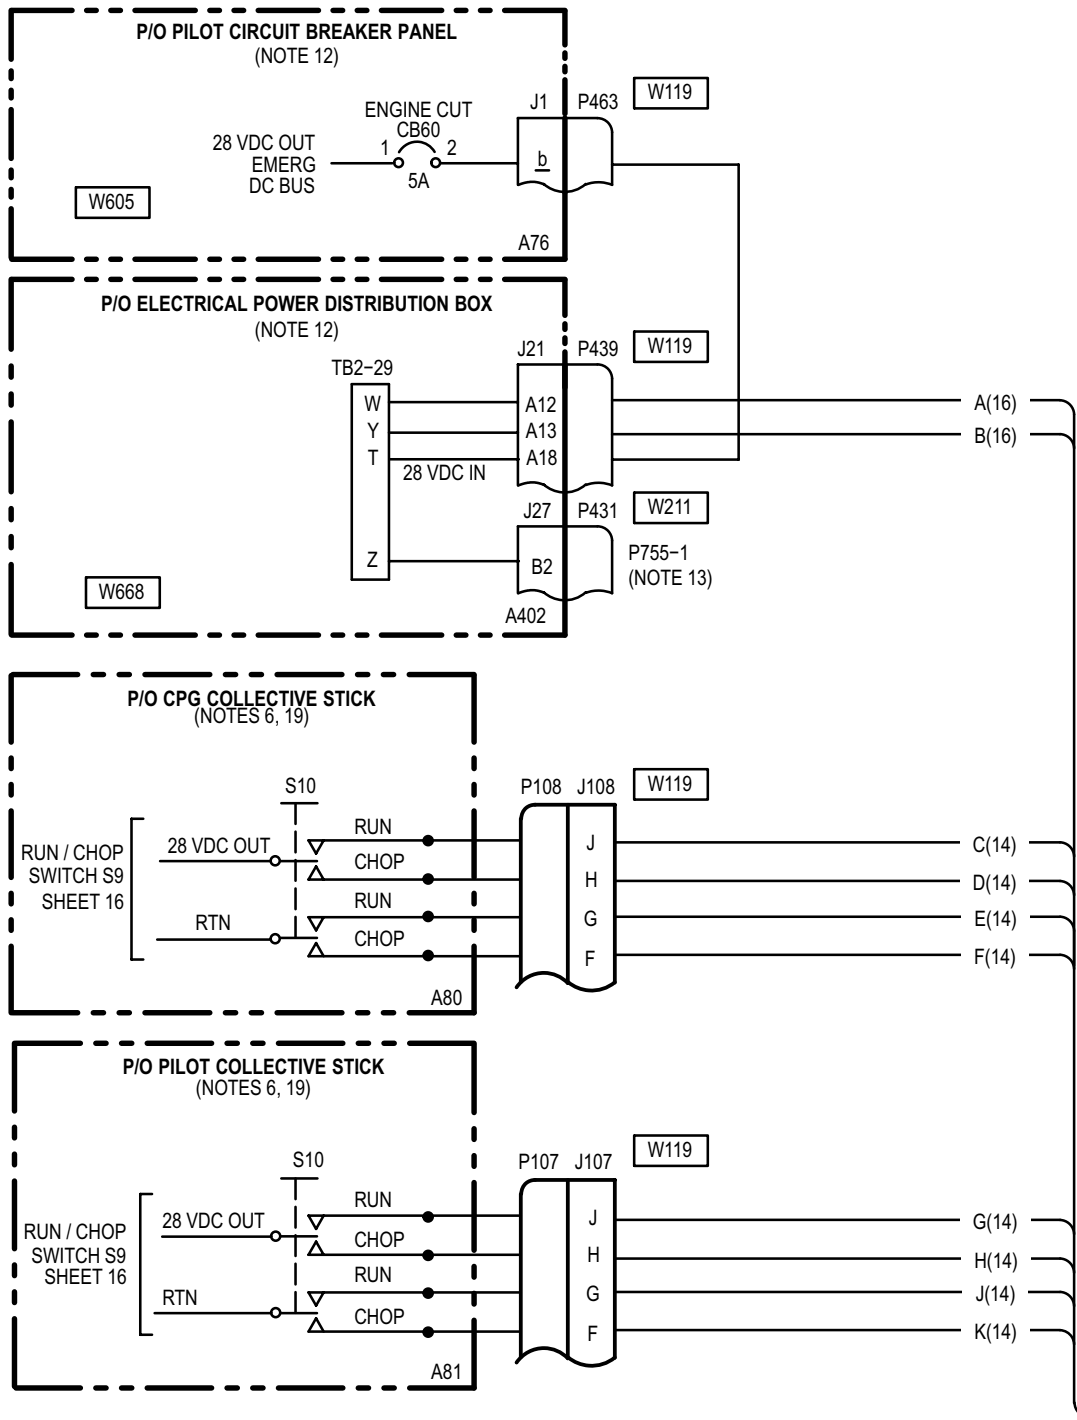 P/O PILOT CIRCUIT BREAKER PANEL
(NOTE 12)
J1
P463
W119
ENGINE CUT
CB60
28 VDC OUT
EMERG
DC BUS
1
2
5A
b
W605
A76
P/O ELECTRICAL POWER DISTRIBUTION BOX
(NOTE 12)
J21
P439
W119
TB2−29
W
A12
A(16)
Y
A13
B(16)
T
A18
28 VDC IN
J27
P431
W211
Z
B2
P755−1
(NOTE 13)
W668
A402
P/O CPG COLLECTIVE STICK
(NOTES 6, 19)
S10
P108
J108
W119
RUN / CHOP
SWITCH S9
SHEET 16
28 VDC OUT
RTN
RUN
CHOP
RUN
CHOP
J
H
G
F
C(14)
D(14)
E(14)
F(14)
A80
P/O PILOT COLLECTIVE STICK
(NOTES 6, 19)
S10
P107
J107
W119
RUN / CHOP
SWITCH S9
SHEET 16
28 VDC OUT
RTN
RUN
CHOP
RUN
CHOP
J
H
G
F
G(14)
H(14)
J(14)
K(14)
A81